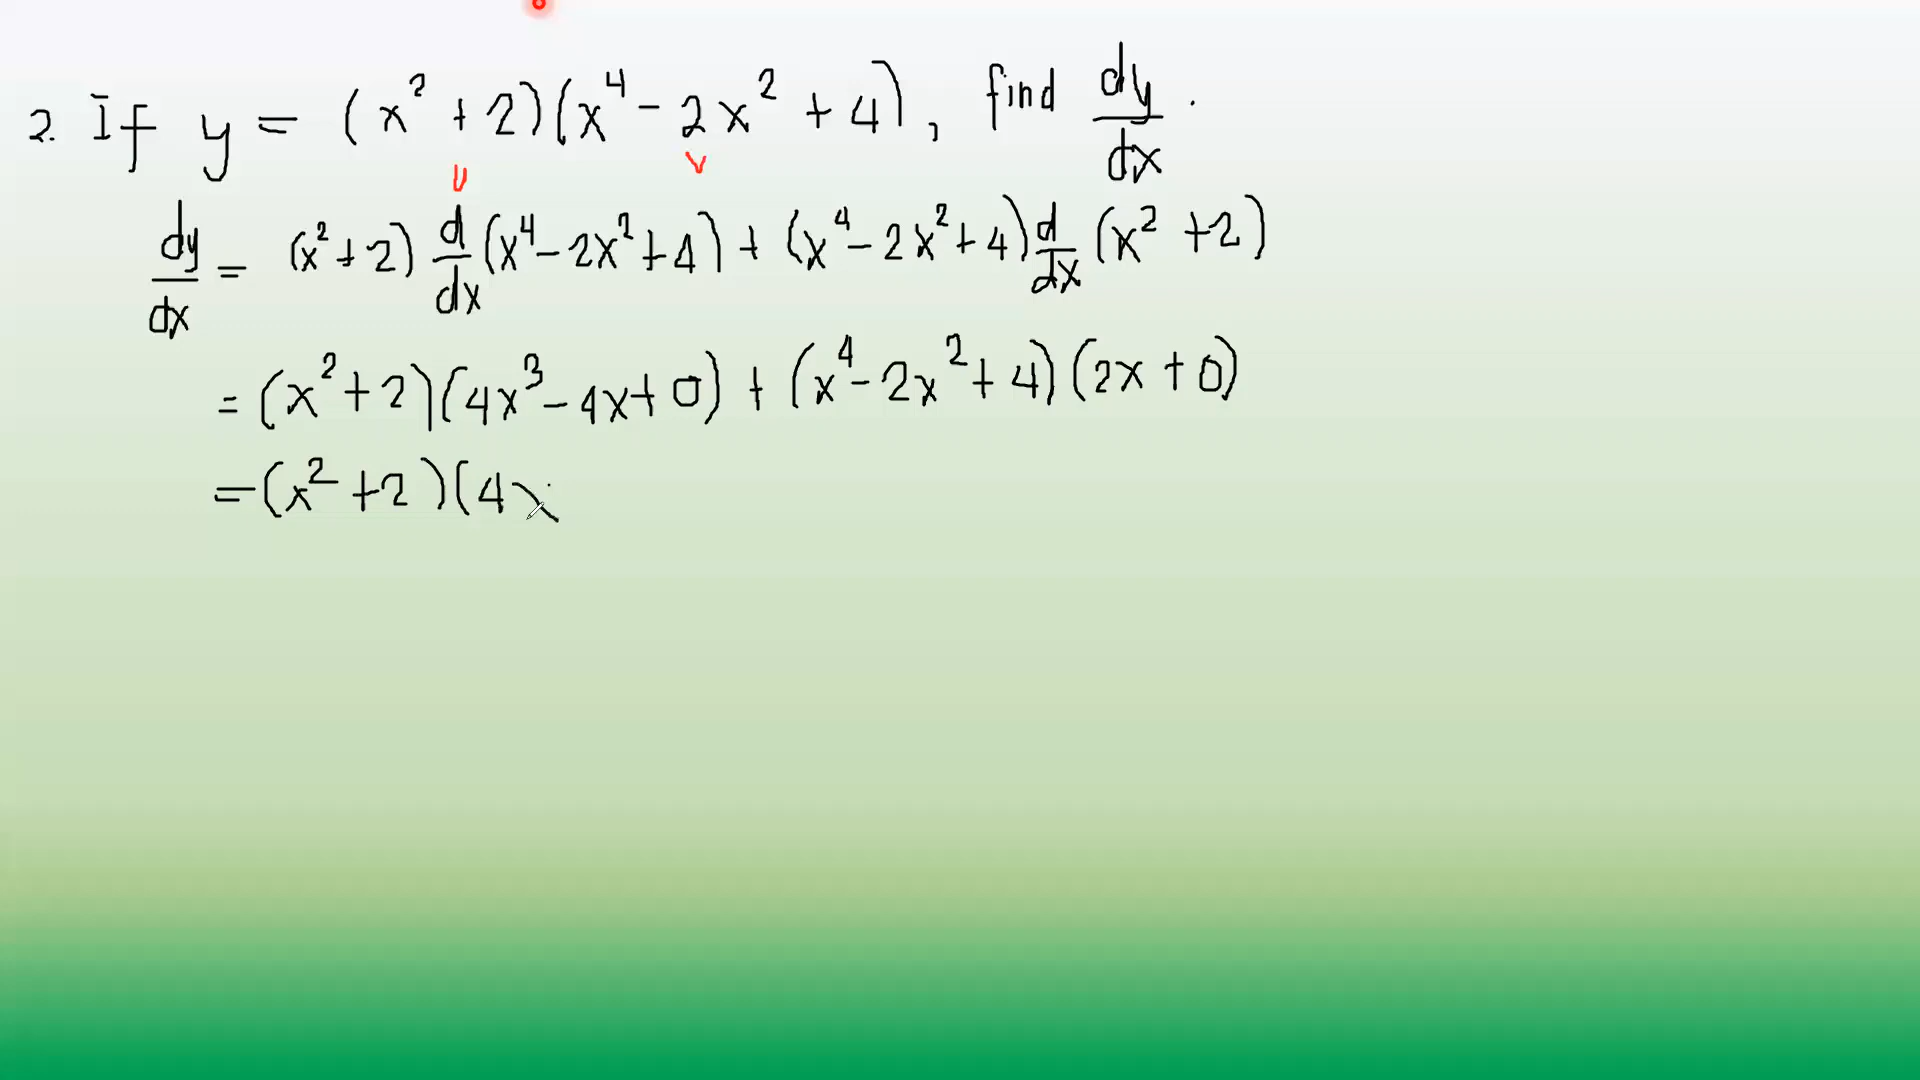 2. If y = (x² + 2)(x⁴ - 2x² + 4), find dy/dx.
u v
dy/dx = (x² + 2) d/dx (x⁴ - 2x² + 4) + (x⁴ - 2x² + 4) d/dx (x² + 2)
= (x² + 2)(4x³ - 4x + 0) + (x⁴ - 2x² + 4)(2x + 0)
= (x² + 2)(4x